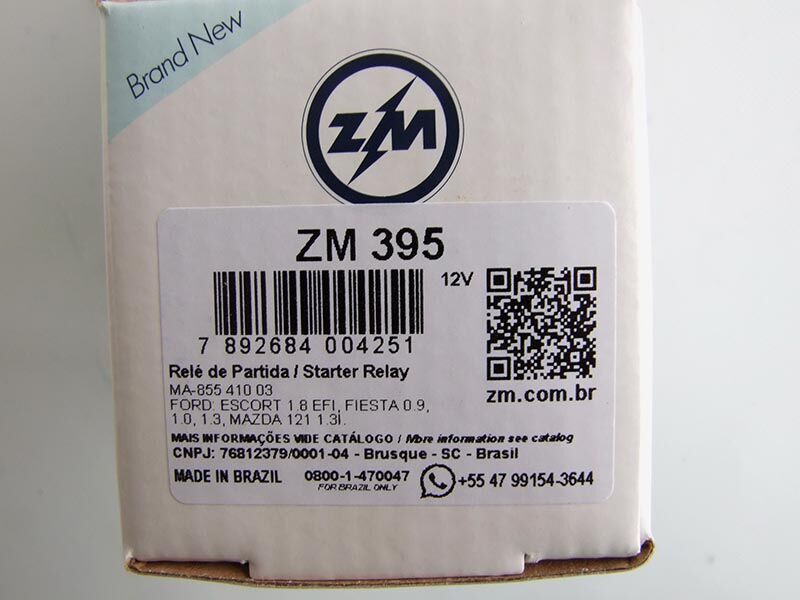 Brand New
ZM
ZM 395
12V
7 892684 004251
Relé de Partida / Starter Relay
MA-855 410 03
FORD: ESCORT 1.8 EFI, FIESTA 0.9,
1.0, 1.3, MAZDA 121 1.3I.
zm.com.br
MAIS INFORMAÇÕES VIDE CATÁLOGO / More information see catalog
CNPJ: 76812379/0001-04 - Brusque - SC - Brasil
MADE IN BRAZIL 0800-1-470047 +55 47 99154-3644
FOR BRAZIL ONLY